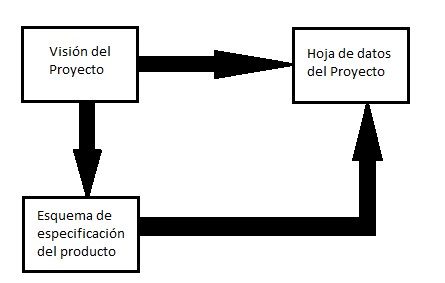 Visión del
Proyecto
Hoja de datos
del Proyecto
Esquema de
especificación
del producto